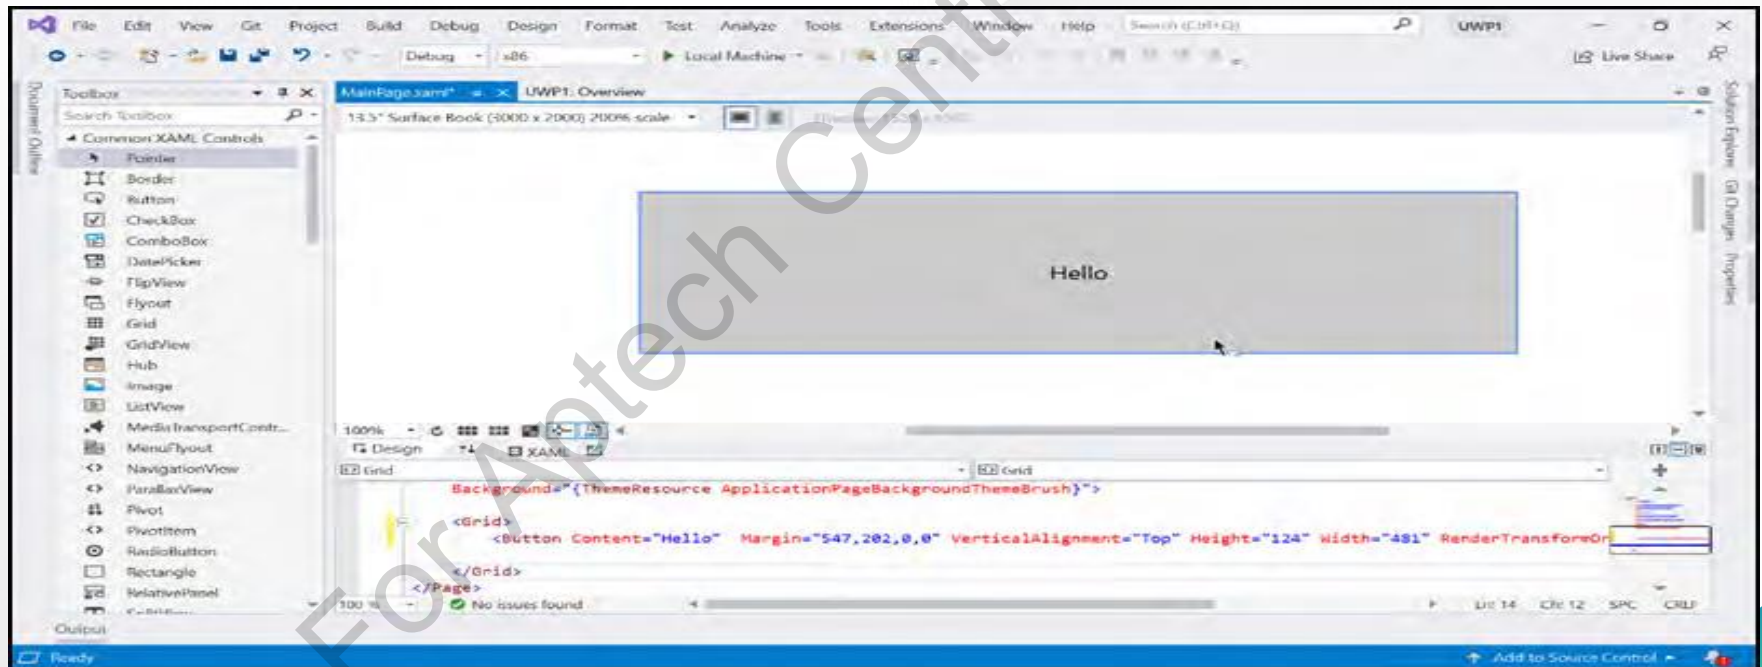 File Edit View Git Project Build Debug Design Format Test Analyze Tools Extensions Window Help Search (Ctrl+Q) UWP1
Debug x86 Local Machine Live Share
Document Outline
Toolbox
Search Toolbox
Common XAML Controls
Pointer
Border
Button
CheckBox
ComboBox
DatePicker
FlipView
Flyout
Grid
GridView
Hub
Image
ListView
MediaTransportContr...
MenuFlyout
NavigationView
ParallaxView
Pivot
PivotItem
RadioButton
Rectangle
RelativePanel
MainPage.xaml* UWP1: Overview
13.5" Surface Book (3000 x 2000) 200% scale
Hello
100%
Design XAML
Grid Grid
Background="{ThemeResource ApplicationPageBackgroundThemeBrush}">
<Grid>
<Button Content="Hello" Margin="547,202,0,0" VerticalAlignment="Top" Height="124" Width="481" RenderTransformOr
</Grid>
</Page>
100 % No issues found Ln: 14 Ch: 12 SPC CRLF
Solution Explorer Git Changes Properties
Output
Ready Add to Source Control
For Aptech Cent